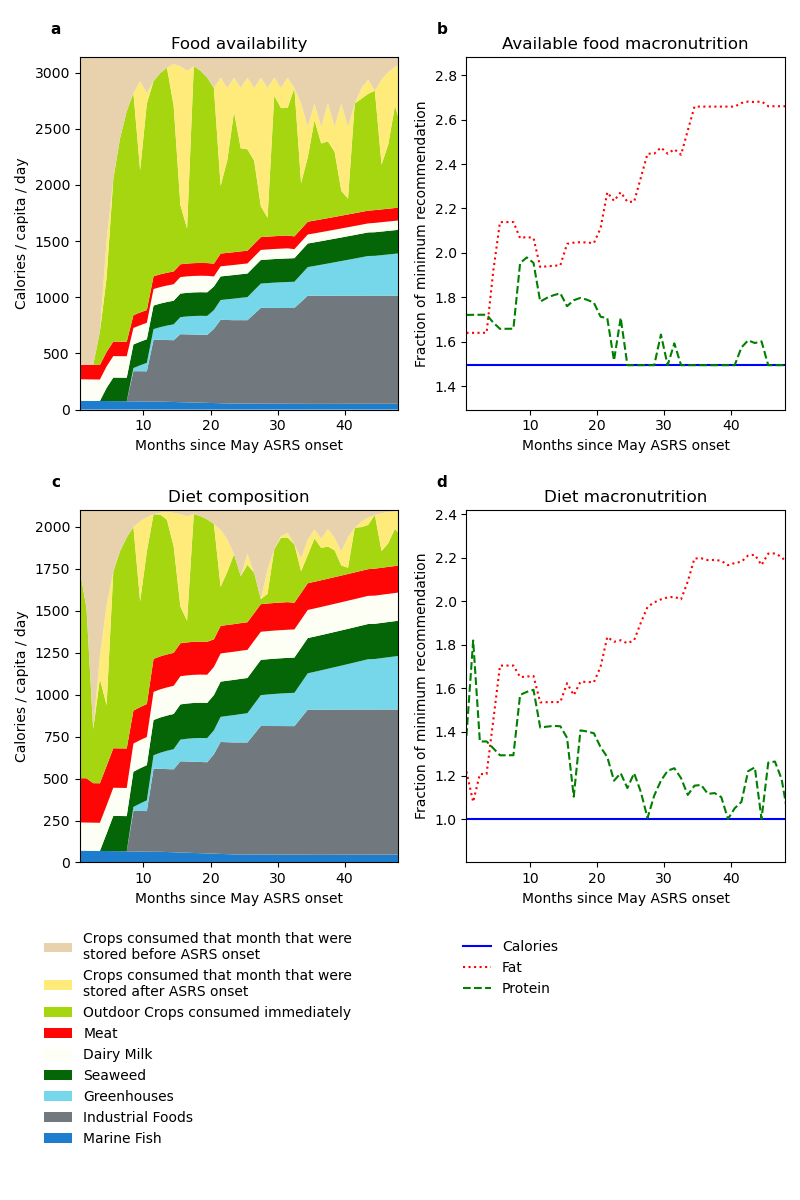 a
Food availability
Calories / capita / day
3000
2500
2000
1500
1000
500
0
10
20
30
40
Months since May ASRS onset
b
Available food macronutrition
Fraction of minimum recommendation
2.8
2.6
2.4
2.2
2.0
1.8
1.6
1.4
10
20
30
40
Months since May ASRS onset
c
Diet composition
Calories / capita / day
2000
1750
1500
1250
1000
750
500
250
0
10
20
30
40
Months since May ASRS onset
d
Diet macronutrition
Fraction of minimum recommendation
2.4
2.2
2.0
1.8
1.6
1.4
1.2
1.0
10
20
30
40
Months since May ASRS onset
Crops consumed that month that were
stored before ASRS onset
Crops consumed that month that were
stored after ASRS onset
Outdoor Crops consumed immediately
Meat
Dairy Milk
Seaweed
Greenhouses
Industrial Foods
Marine Fish
Calories
Fat
Protein